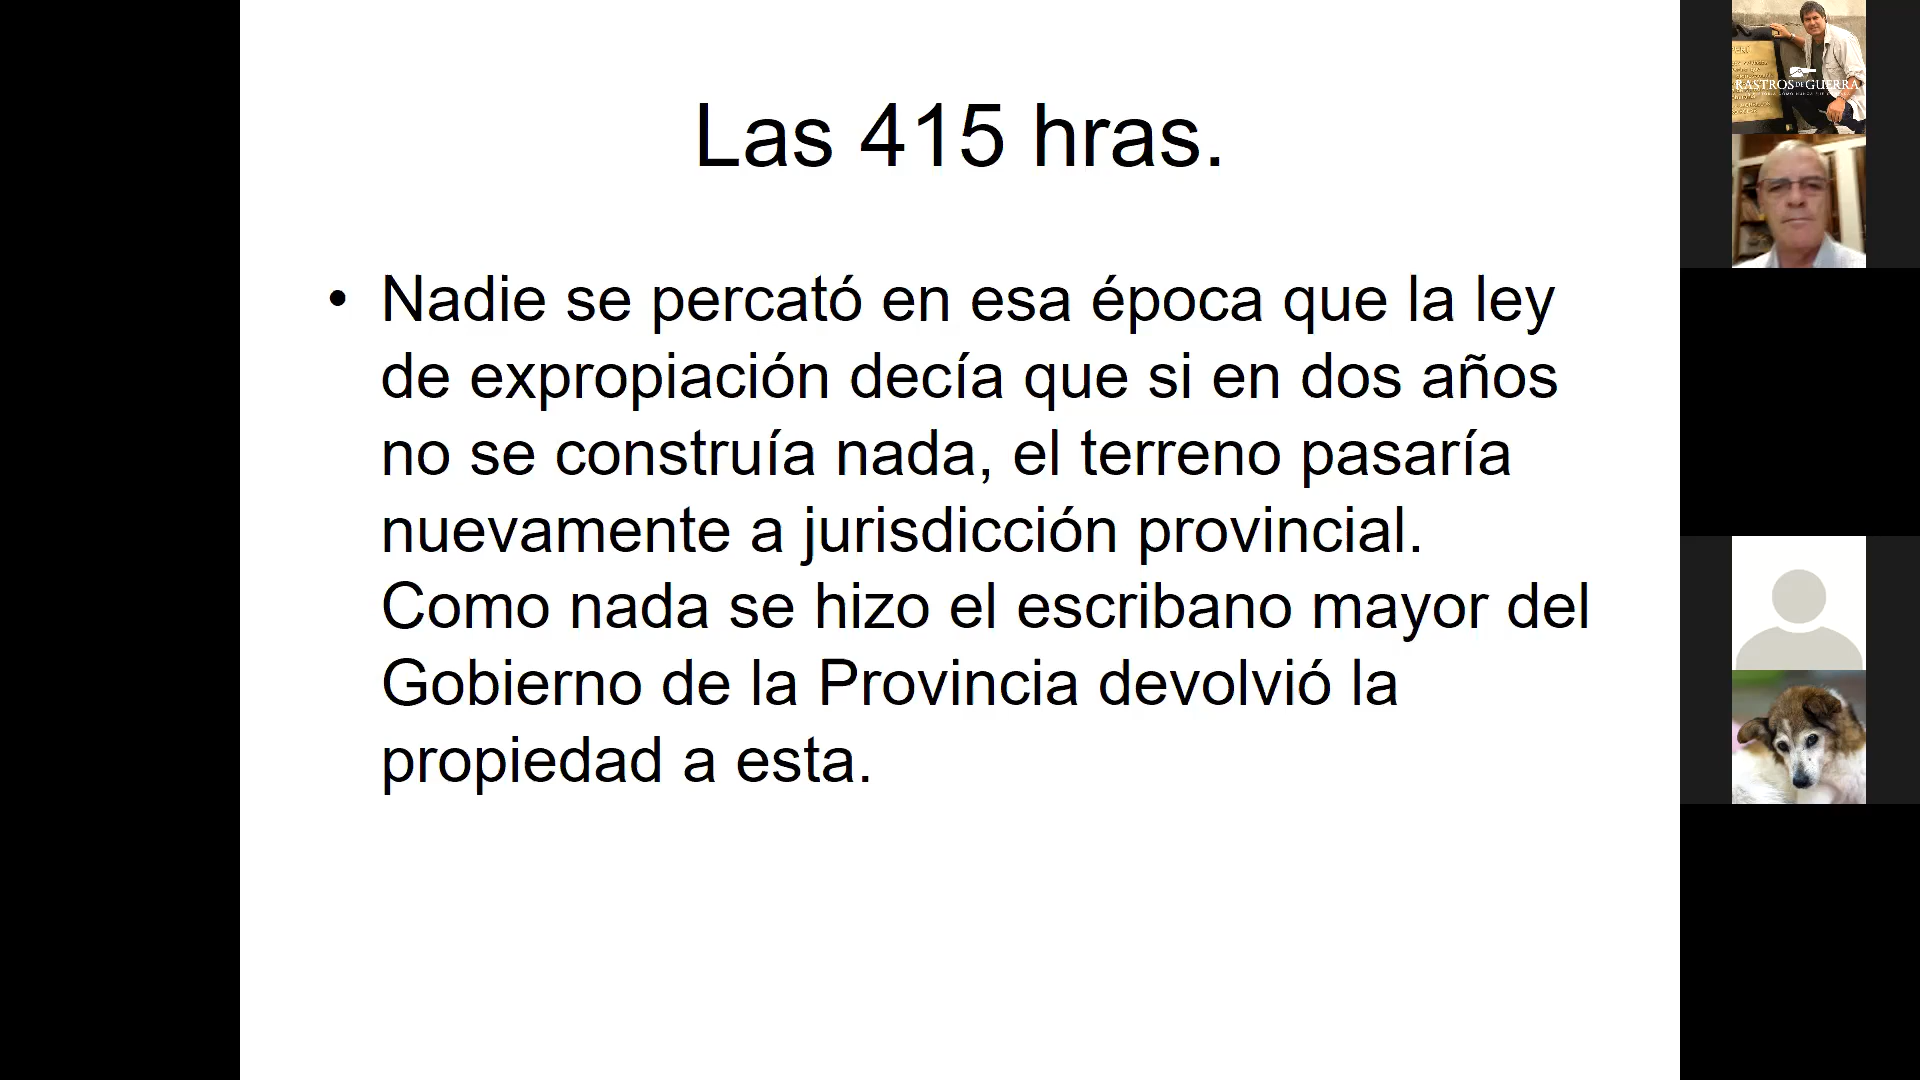 Las 415 hras.
• Nadie se percató en esa época que la ley
de expropiación decía que si en dos años
no se construía nada, el terreno pasaría
nuevamente a jurisdicción provincial.
Como nada se hizo el escribano mayor del
Gobierno de la Provincia devolvió la
propiedad a esta.
RASTROS DE GUERRA